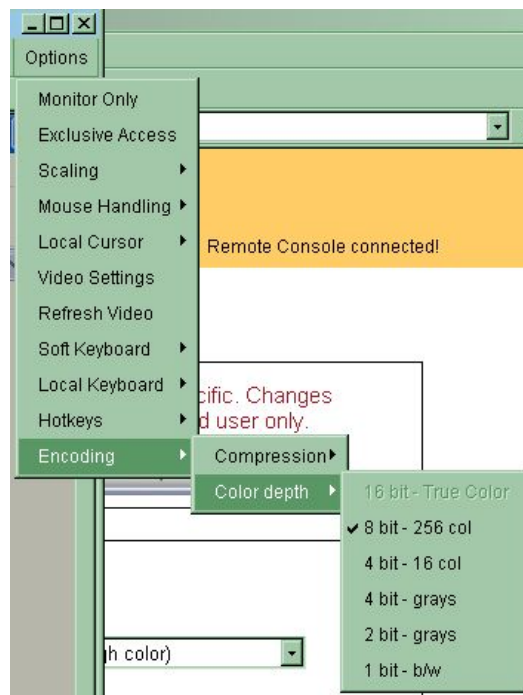 Options
Monitor Only
Exclusive Access
Scaling
Mouse Handling
Local Cursor
Remote Console connected!
Video Settings
Refresh Video
Soft Keyboard
Local Keyboard
cific. Changes
Hotkeys
d user only.
Encoding
Compression
Color depth
16 bit - True Color
8 bit - 256 col
4 bit - 16 col
4 bit - grays
2 bit - grays
1 bit - b/w
gh color)